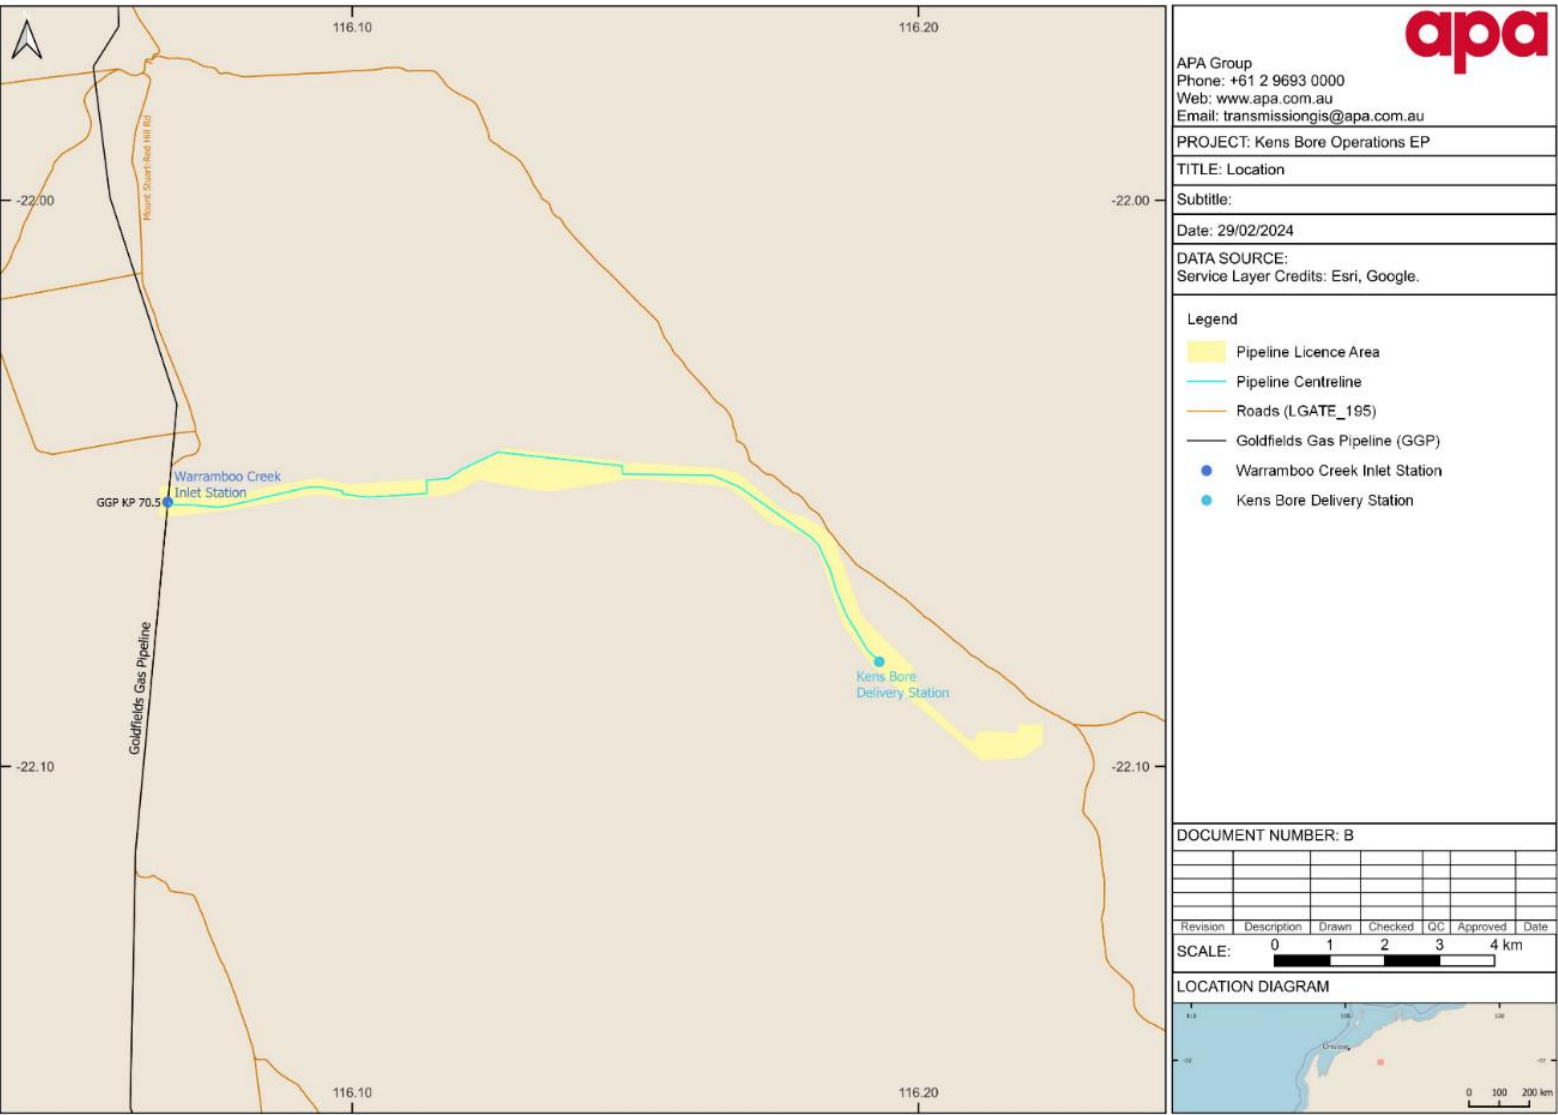 116.10
116.20
Mount Stuart-Red Hill Rd
-22.00
-22.00
Warramboo Creek
Inlet Station
GGP KP 70.5
Goldfields Gas Pipeline
Kens Bore
Delivery Station
-22.10
-22.10
116.10
116.20
apa
APA Group
Phone: +61 2 9693 0000
Web: www.apa.com.au
Email: transmissiongis@apa.com.au
PROJECT: Kens Bore Operations EP
TITLE: Location
Subtitle:
Date: 29/02/2024
DATA SOURCE:
Service Layer Credits: Esri, Google.
Legend
Pipeline Licence Area
Pipeline Centreline
Roads (LGATE_195)
Goldfields Gas Pipeline (GGP)
Warramboo Creek Inlet Station
Kens Bore Delivery Station
DOCUMENT NUMBER: B
Revision Description Drawn Checked QC Approved Date
SCALE: 0 1 2 3 4 km
LOCATION DIAGRAM
Onslow
-22 -22
0 100 200 km